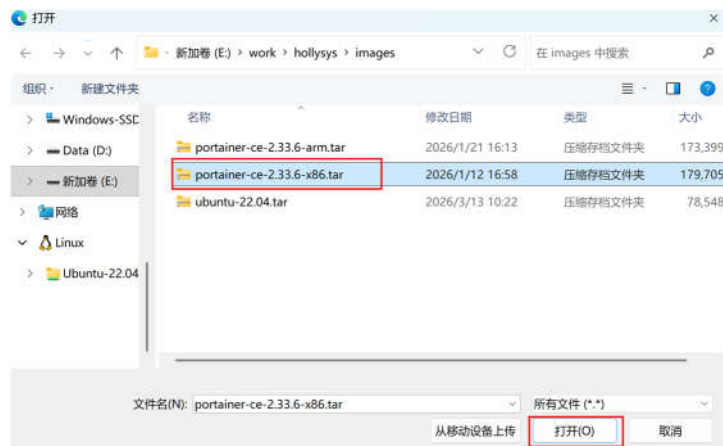 打开
新加卷 (E:) > work > hollysys > images
在 images 中搜索
组织 新建文件夹
名称 修改日期 类型 大小
Windows-SSD
portainer-ce-2.33.6-arm.tar 2026/1/21 16:13 压缩存档文件夹 173,399
Data (D:)
portainer-ce-2.33.6-x86.tar 2026/1/12 16:58 压缩存档文件夹 179,705
新加卷 (E:)
ubuntu-22.04.tar 2026/3/13 10:22 压缩存档文件夹 78,548
网络
Linux
Ubuntu-22.04
文件名(N): portainer-ce-2.33.6-x86.tar 所有文件 (*.*)
从移动设备上传 打开(O) 取消